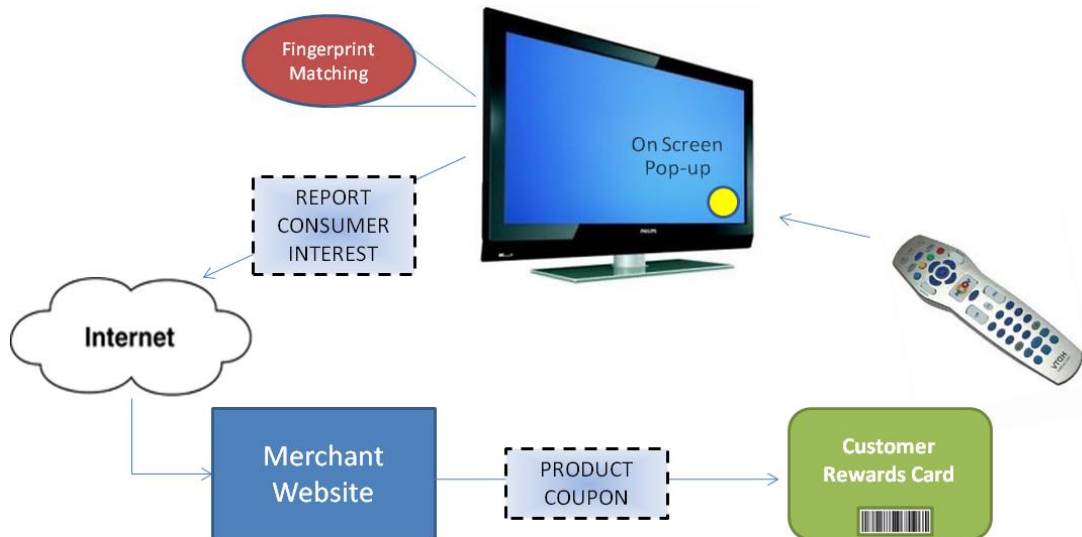 Fingerprint
Matching
On Screen
Pop-up
PHILIPS
REPORT
CONSUMER
INTEREST
Internet
Merchant
Website
PRODUCT
COUPON
Customer
Rewards Card